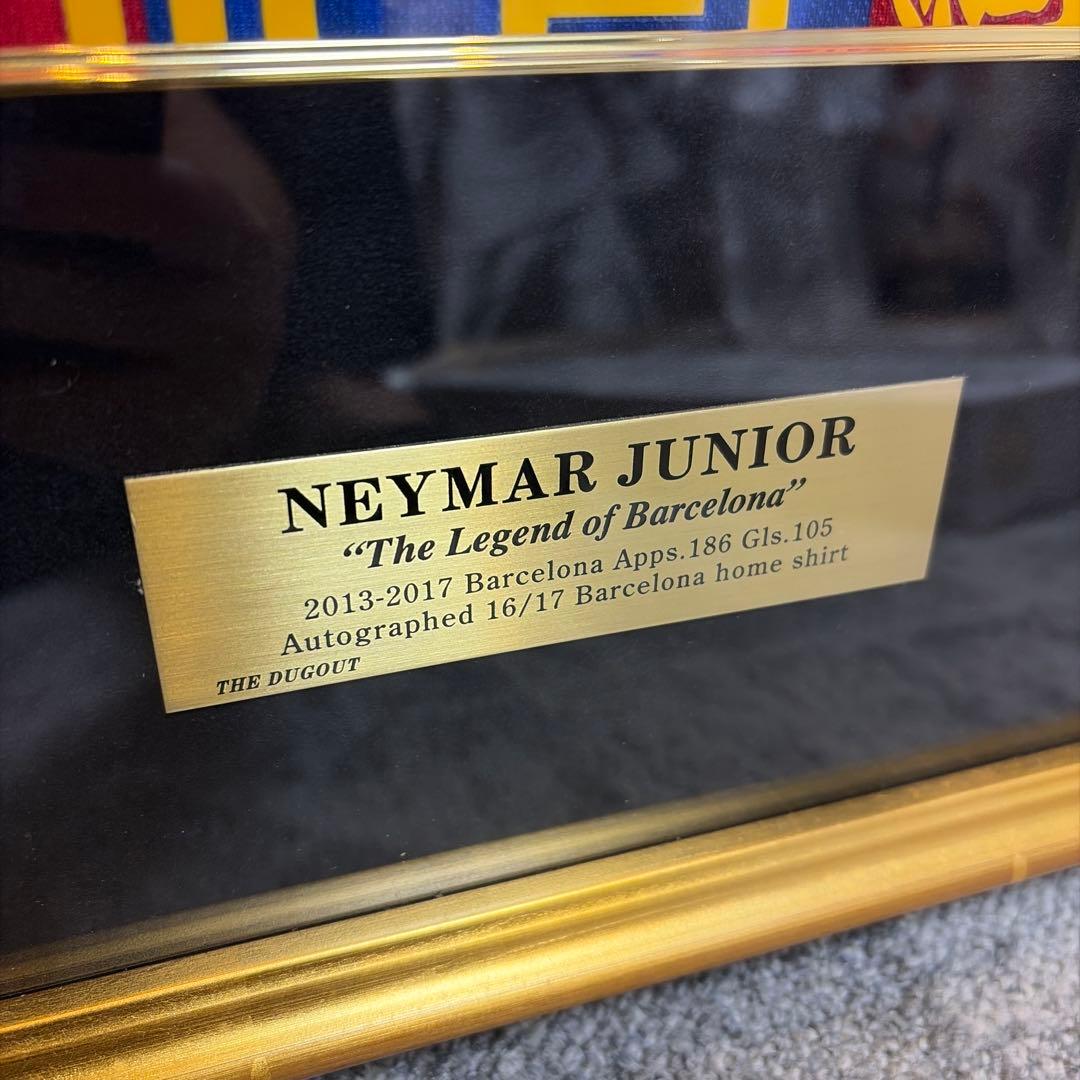 NEYMAR JUNIOR
“The Legend of Barcelona”
2013-2017 Barcelona Apps.186 Gls.105
Autographed 16/17 Barcelona home shirt
THE DUGOUT